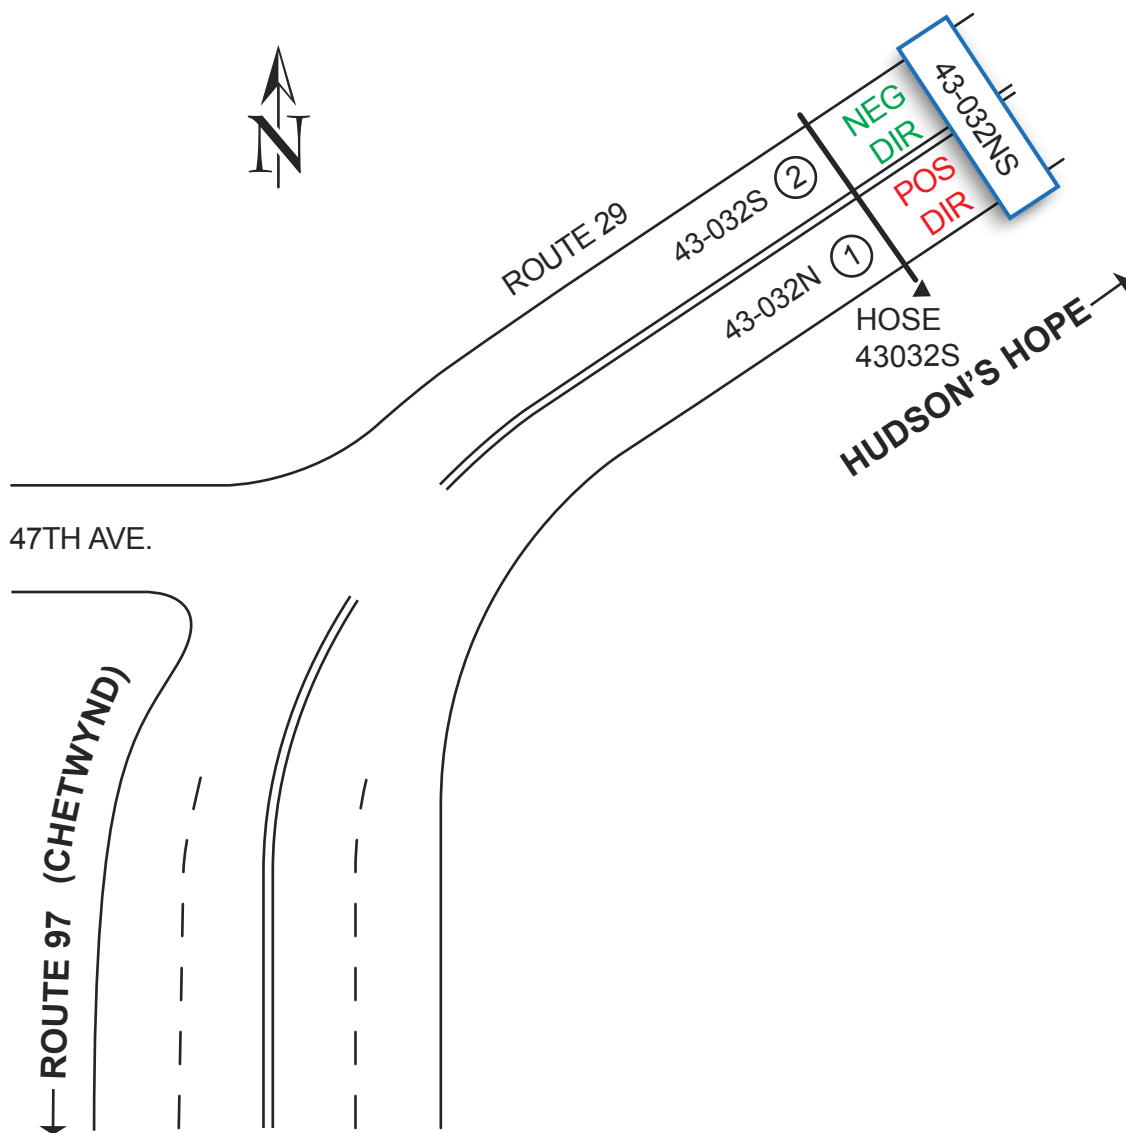 N
NEG
DIR
43-032NS
POS
DIR
43-032S
2
ROUTE 29
43-032N
1
HOSE
43032S
HUDSON'S HOPE
47TH AVE.
ROUTE 97 (CHETWYND)